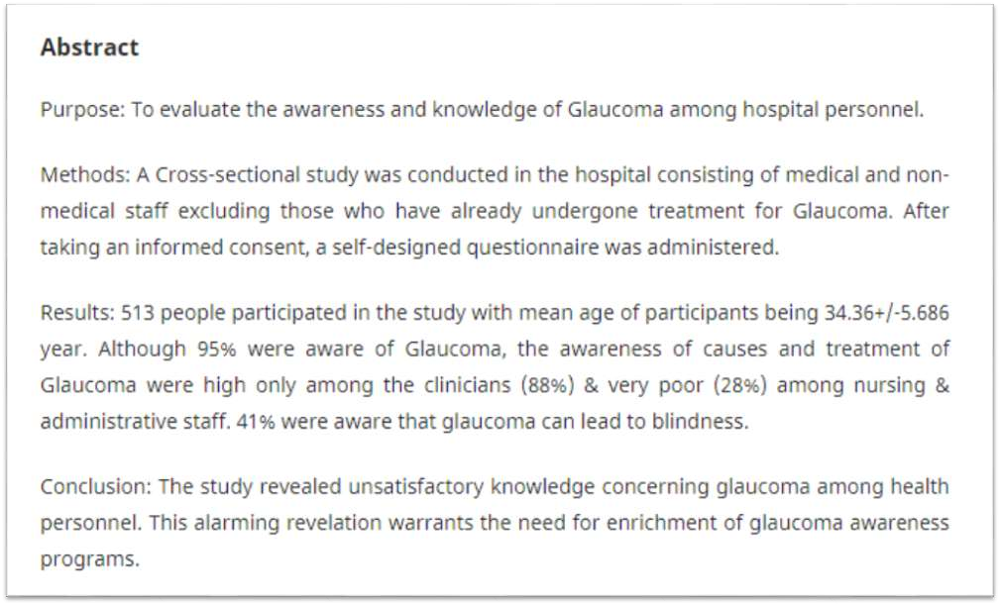 Abstract
Purpose: To evaluate the awareness and knowledge of Glaucoma among hospital personnel.
Methods: A Cross-sectional study was conducted in the hospital consisting of medical and non-
medical staff excluding those who have already undergone treatment for Glaucoma. After
taking an informed consent, a self-designed questionnaire was administered.
Results: 513 people participated in the study with mean age of participants being 34.36+/-5.686
year. Although 95% were aware of Glaucoma, the awareness of causes and treatment of
Glaucoma were high only among the clinicians (88%) & very poor (28%) among nursing &
administrative staff. 41% were aware that glaucoma can lead to blindness.
Conclusion: The study revealed unsatisfactory knowledge concerning glaucoma among health
personnel. This alarming revelation warrants the need for enrichment of glaucoma awareness
programs.